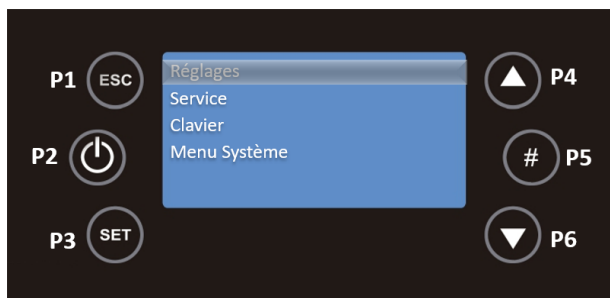 P1 ESC
P2
P3 SET
Réglages
Service
Clavier
Menu Système
P4
# P5
P6